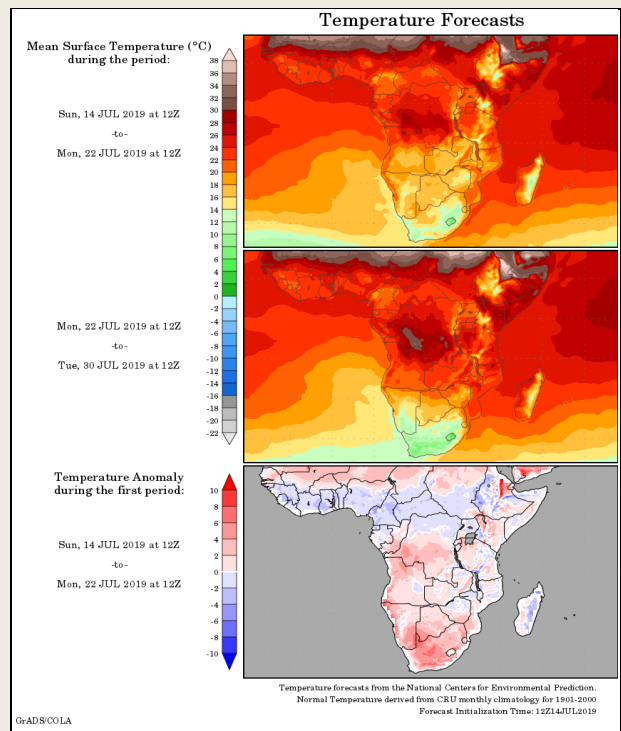 Temperature Forecasts
Mean Surface Temperature (°C)
during the period:
38
36
34
32
30
28
26
24
22
20
18
16
14
12
10
8
6
4
2
0
-2
-4
-6
-8
-10
-12
-14
-16
-17
-20
-22
Sun, 14 JUL 2019 at 12Z
-to-
Mon, 22 JUL 2019 at 12Z
Mon, 22 JUL 2019 at 12Z
-to-
Tue, 30 JUL 2019 at 12Z
Temperature Anomaly
during the first period:
10
8
6
4
2
0
-2
-4
-6
-8
-10
Sun, 14 JUL 2019 at 12Z
-to-
Mon, 22 JUL 2019 at 12Z
Temperature forecasts from the National Centers for Environmental Prediction.
Normal Temperature derived from CRU monthly climatology for 1901-2000
Forecast Initialization Time: 12Z14JUL2019
GrADS/COLA